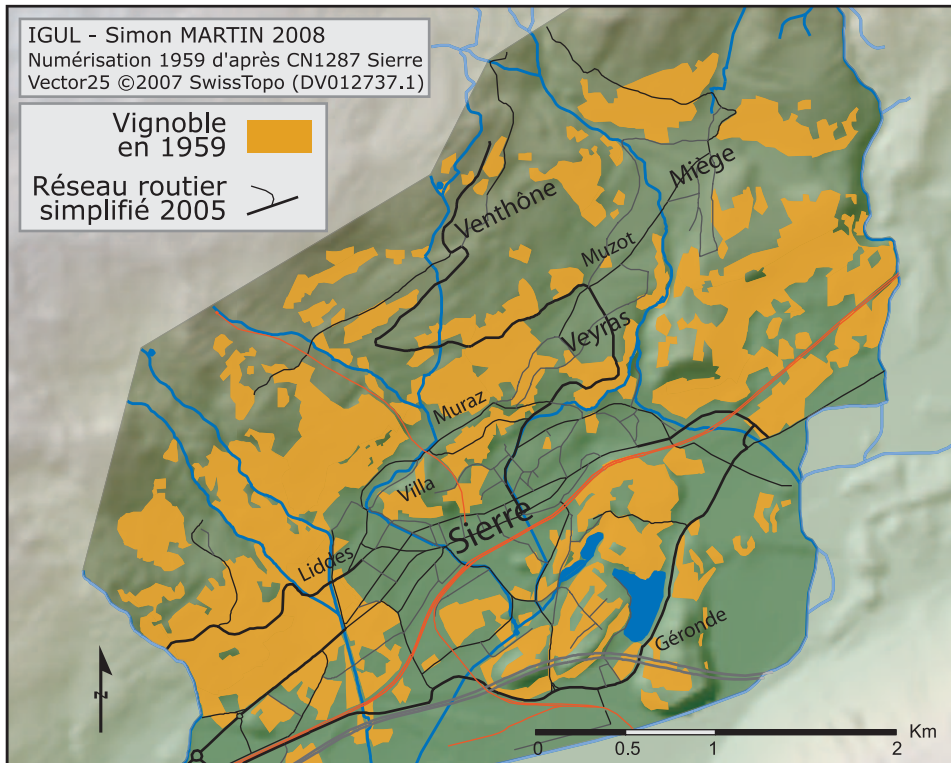 IGUL - Simon MARTIN 2008
Numérisation 1959 d'après CN1287 Sierre
Vector25 ©2007 SwissTopo (DV012737.1)
Vignoble
en 1959
Réseau routier
simplifié 2005
Miège
Venthône
Muzot
Veyras
Muraz
Villa
Sierre
Liddes
Géronde
N
Km
0
0.5
1
2